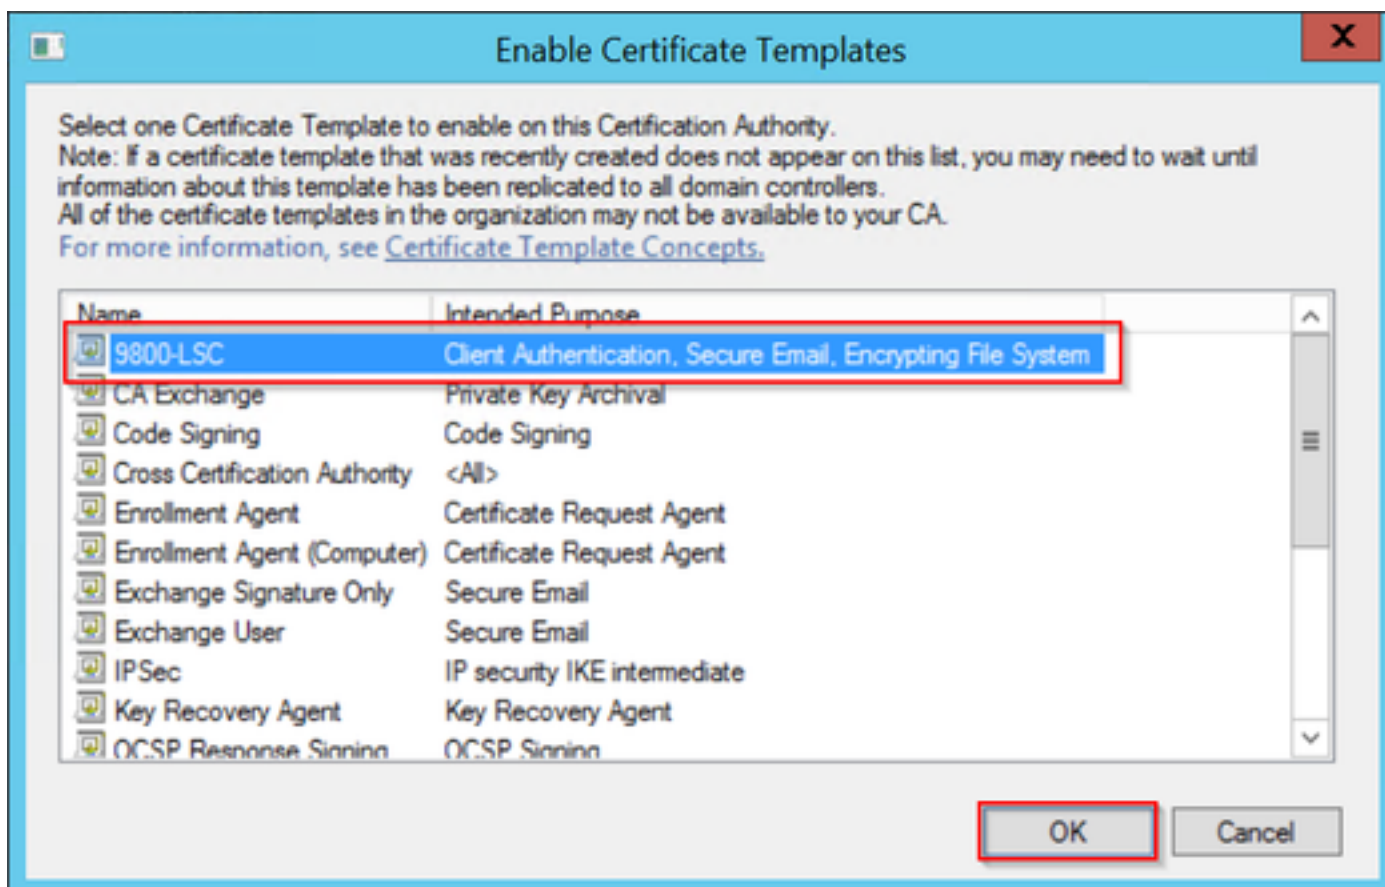 Enable Certificate Templates
X
Select one Certificate Template to enable on this Certification Authority.
Note: If a certificate template that was recently created does not appear on this list, you may need to wait until
information about this template has been replicated to all domain controllers.
All of the certificate templates in the organization may not be available to your CA.
For more information, see Certificate Template Concepts.
Name Intended Purpose
9800-LSC Client Authentication, Secure Email, Encrypting File System
CA Exchange Private Key Archival
Code Signing Code Signing
Cross Certification Authority <All>
Enrollment Agent Certificate Request Agent
Enrollment Agent (Computer) Certificate Request Agent
Exchange Signature Only Secure Email
Exchange User Secure Email
IPSec IP security IKE intermediate
Key Recovery Agent Key Recovery Agent
OCSP Response Signing OCSP Signing
OK Cancel